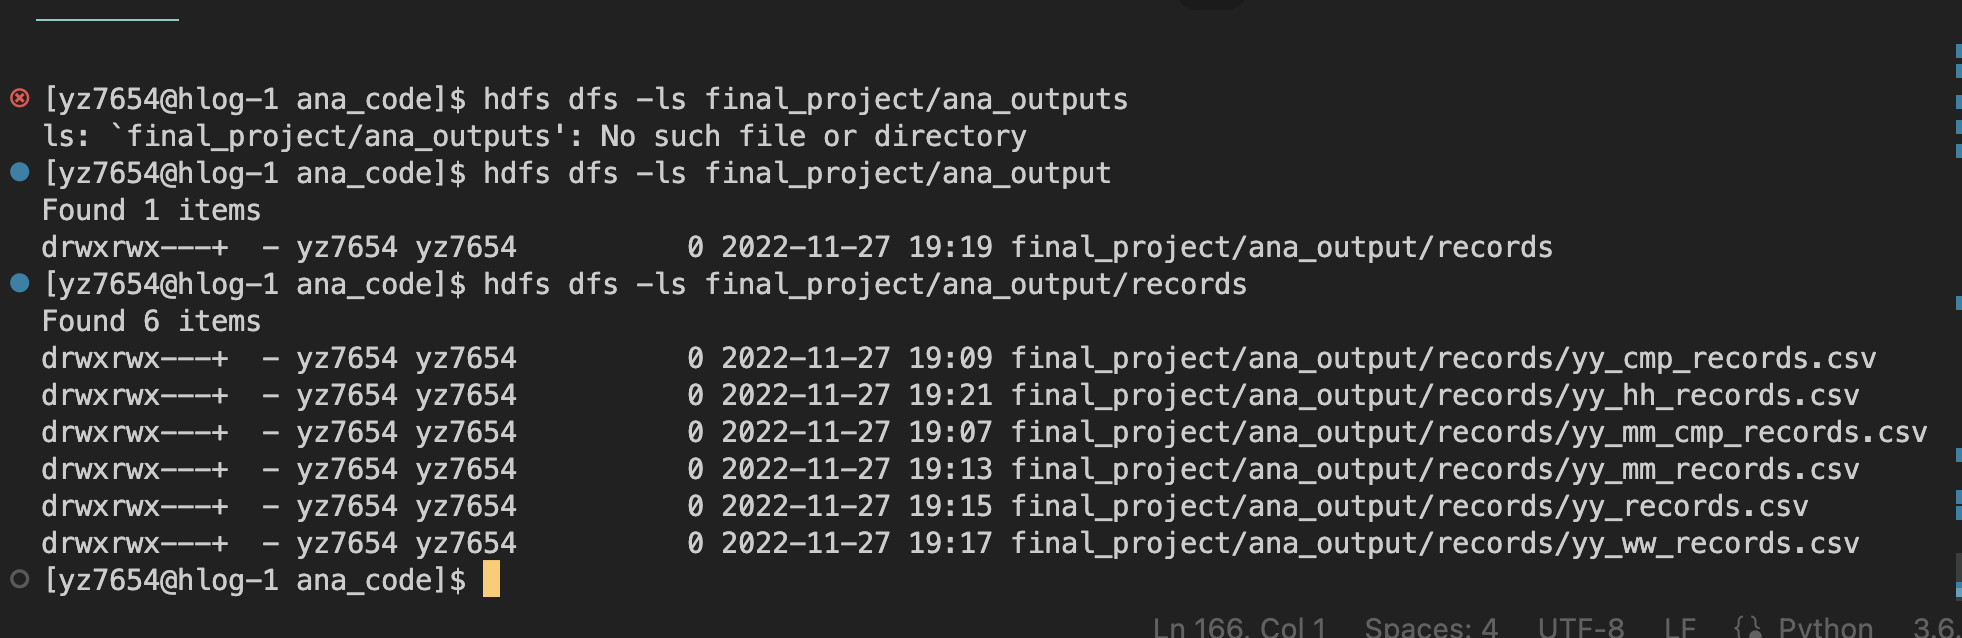 [yz7654@hlog-1 ana_code]$ hdfs dfs -ls final_project/ana_outputs
ls: `final_project/ana_outputs': No such file or directory
[yz7654@hlog-1 ana_code]$ hdfs dfs -ls final_project/ana_output
Found 1 items
drwxrwx---+  - yz7654 yz7654          0 2022-11-27 19:19 final_project/ana_output/records
[yz7654@hlog-1 ana_code]$ hdfs dfs -ls final_project/ana_output/records
Found 6 items
drwxrwx---+  - yz7654 yz7654          0 2022-11-27 19:09 final_project/ana_output/records/yy_cmp_records.csv
drwxrwx---+  - yz7654 yz7654          0 2022-11-27 19:21 final_project/ana_output/records/yy_hh_records.csv
drwxrwx---+  - yz7654 yz7654          0 2022-11-27 19:07 final_project/ana_output/records/yy_mm_cmp_records.csv
drwxrwx---+  - yz7654 yz7654          0 2022-11-27 19:13 final_project/ana_output/records/yy_mm_records.csv
drwxrwx---+  - yz7654 yz7654          0 2022-11-27 19:15 final_project/ana_output/records/yy_records.csv
drwxrwx---+  - yz7654 yz7654          0 2022-11-27 19:17 final_project/ana_output/records/yy_ww_records.csv
[yz7654@hlog-1 ana_code]$
Ln 166, Col 1 Spaces: 4 UTF-8 LF Python 3.6.